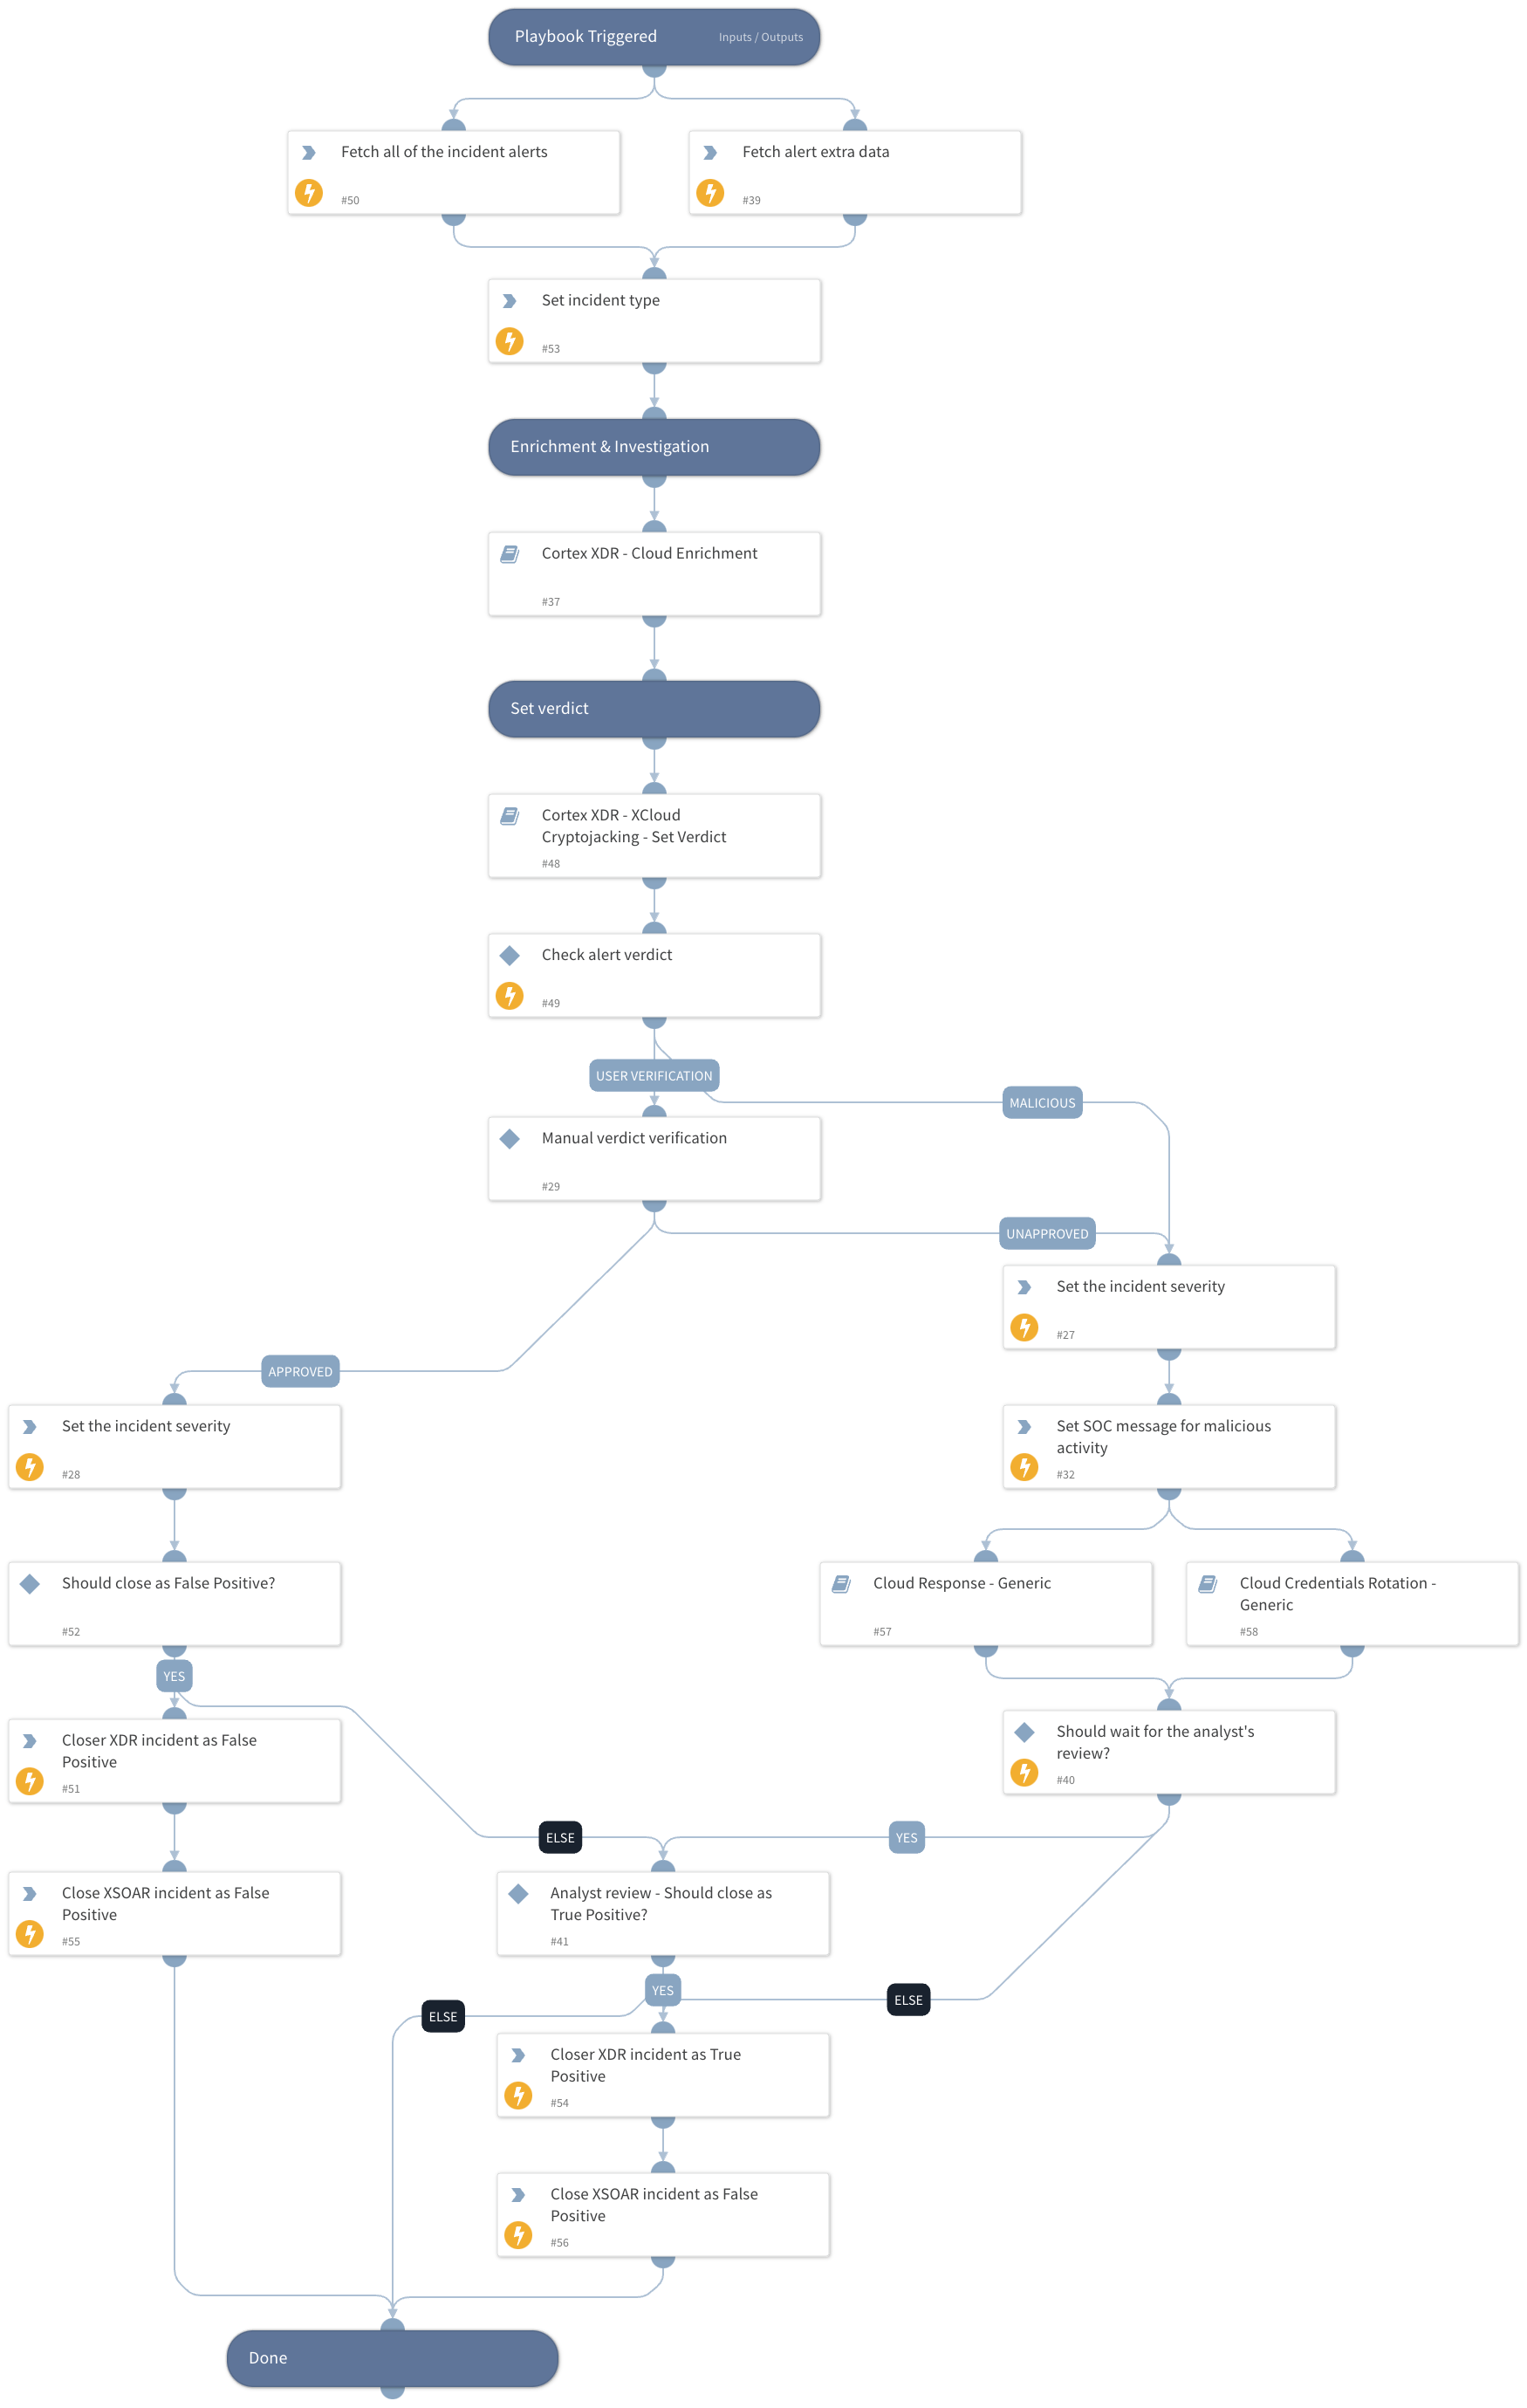 Playbook Triggered
Inputs / Outputs
Fetch all of the incident alerts
#50
Fetch alert extra data
#39
Set incident type
#53
Enrichment & Investigation
Cortex XDR - Cloud Enrichment
#37
Set verdict
Cortex XDR - XCloud
Cryptojacking - Set Verdict
#48
Check alert verdict
#49
USER VERIFICATION
MALICIOUS
Manual verdict verification
#29
UNAPPROVED
Set the incident severity
#27
APPROVED
Set the incident severity
#28
Set SOC message for malicious
activity
#32
Should close as False Positive?
#52
Cloud Response - Generic
#57
Cloud Credentials Rotation -
Generic
#58
YES
Closer XDR incident as False
Positive
#51
Should wait for the analyst's
review?
#40
ELSE
YES
Close XSOAR incident as False
Positive
#55
Analyst review - Should close as
True Positive?
#41
YES
ELSE
ELSE
Closer XDR incident as True
Positive
#54
Close XSOAR incident as False
Positive
#56
Done